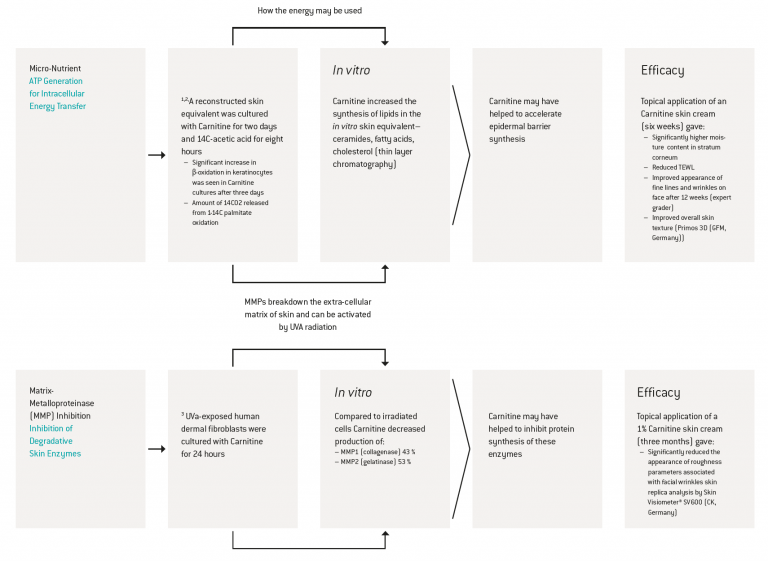 How the energy may be used
Micro-Nutrient
ATP Generation
for Intracellular
Energy Transfer
1,2,A reconstructed skin
equivalent was cultured
with Carnitine for two days
and 14C-acetic acid for eight
hours
– Significant increase in
β-oxidation in keratinocytes
was seen in Carnitine
cultures after three days
– Amount of 14CO2 released
from 1-14C palmitate
oxidation
In vitro
Carnitine increased the
synthesis of lipids in the
in vitro skin equivalent—
ceramides, fatty acids,
cholesterol (thin layer
chromatography)
Carnitine may have
helped to accelerate
epidermal barrier
synthesis
Efficacy
Topical application of an
Carnitine skin cream
(six weeks) gave:
– Significantly higher mois-
ture content in stratum
corneum
– Reduced TEWL
– Improved appearance of
fine lines and wrinkles on
face after 12 weeks (expert
grader)
– Improved overall skin
texture (Primos 3D (GFM,
Germany))
MMPs breakdown the extra-cellular
matrix of skin and can be activated
by UVA radiation
Matrix-
Metalloproteinase
(MMP) Inhibition
Inhibition of
Degradative
Skin Enzymes
3 UVa-exposed human
dermal fibroblasts were
cultured with Carnitine
for 24 hours
In vitro
Compared to irradiated
cells Carnitine decreased
production of:
– MMP1 (collagenase) 43 %
– MMP2 (gelatinase) 53 %
Carnitine may have
helped to inhibit protein
synthesis of these
enzymes
Efficacy
Topical application of a
1% Carnitine skin cream
(three months) gave:
– Significantly reduced the
appearance of roughness
parameters associated
with facial wrinkles skin
replica analysis by Skin
Visiometer® SV600 (CK,
Germany)